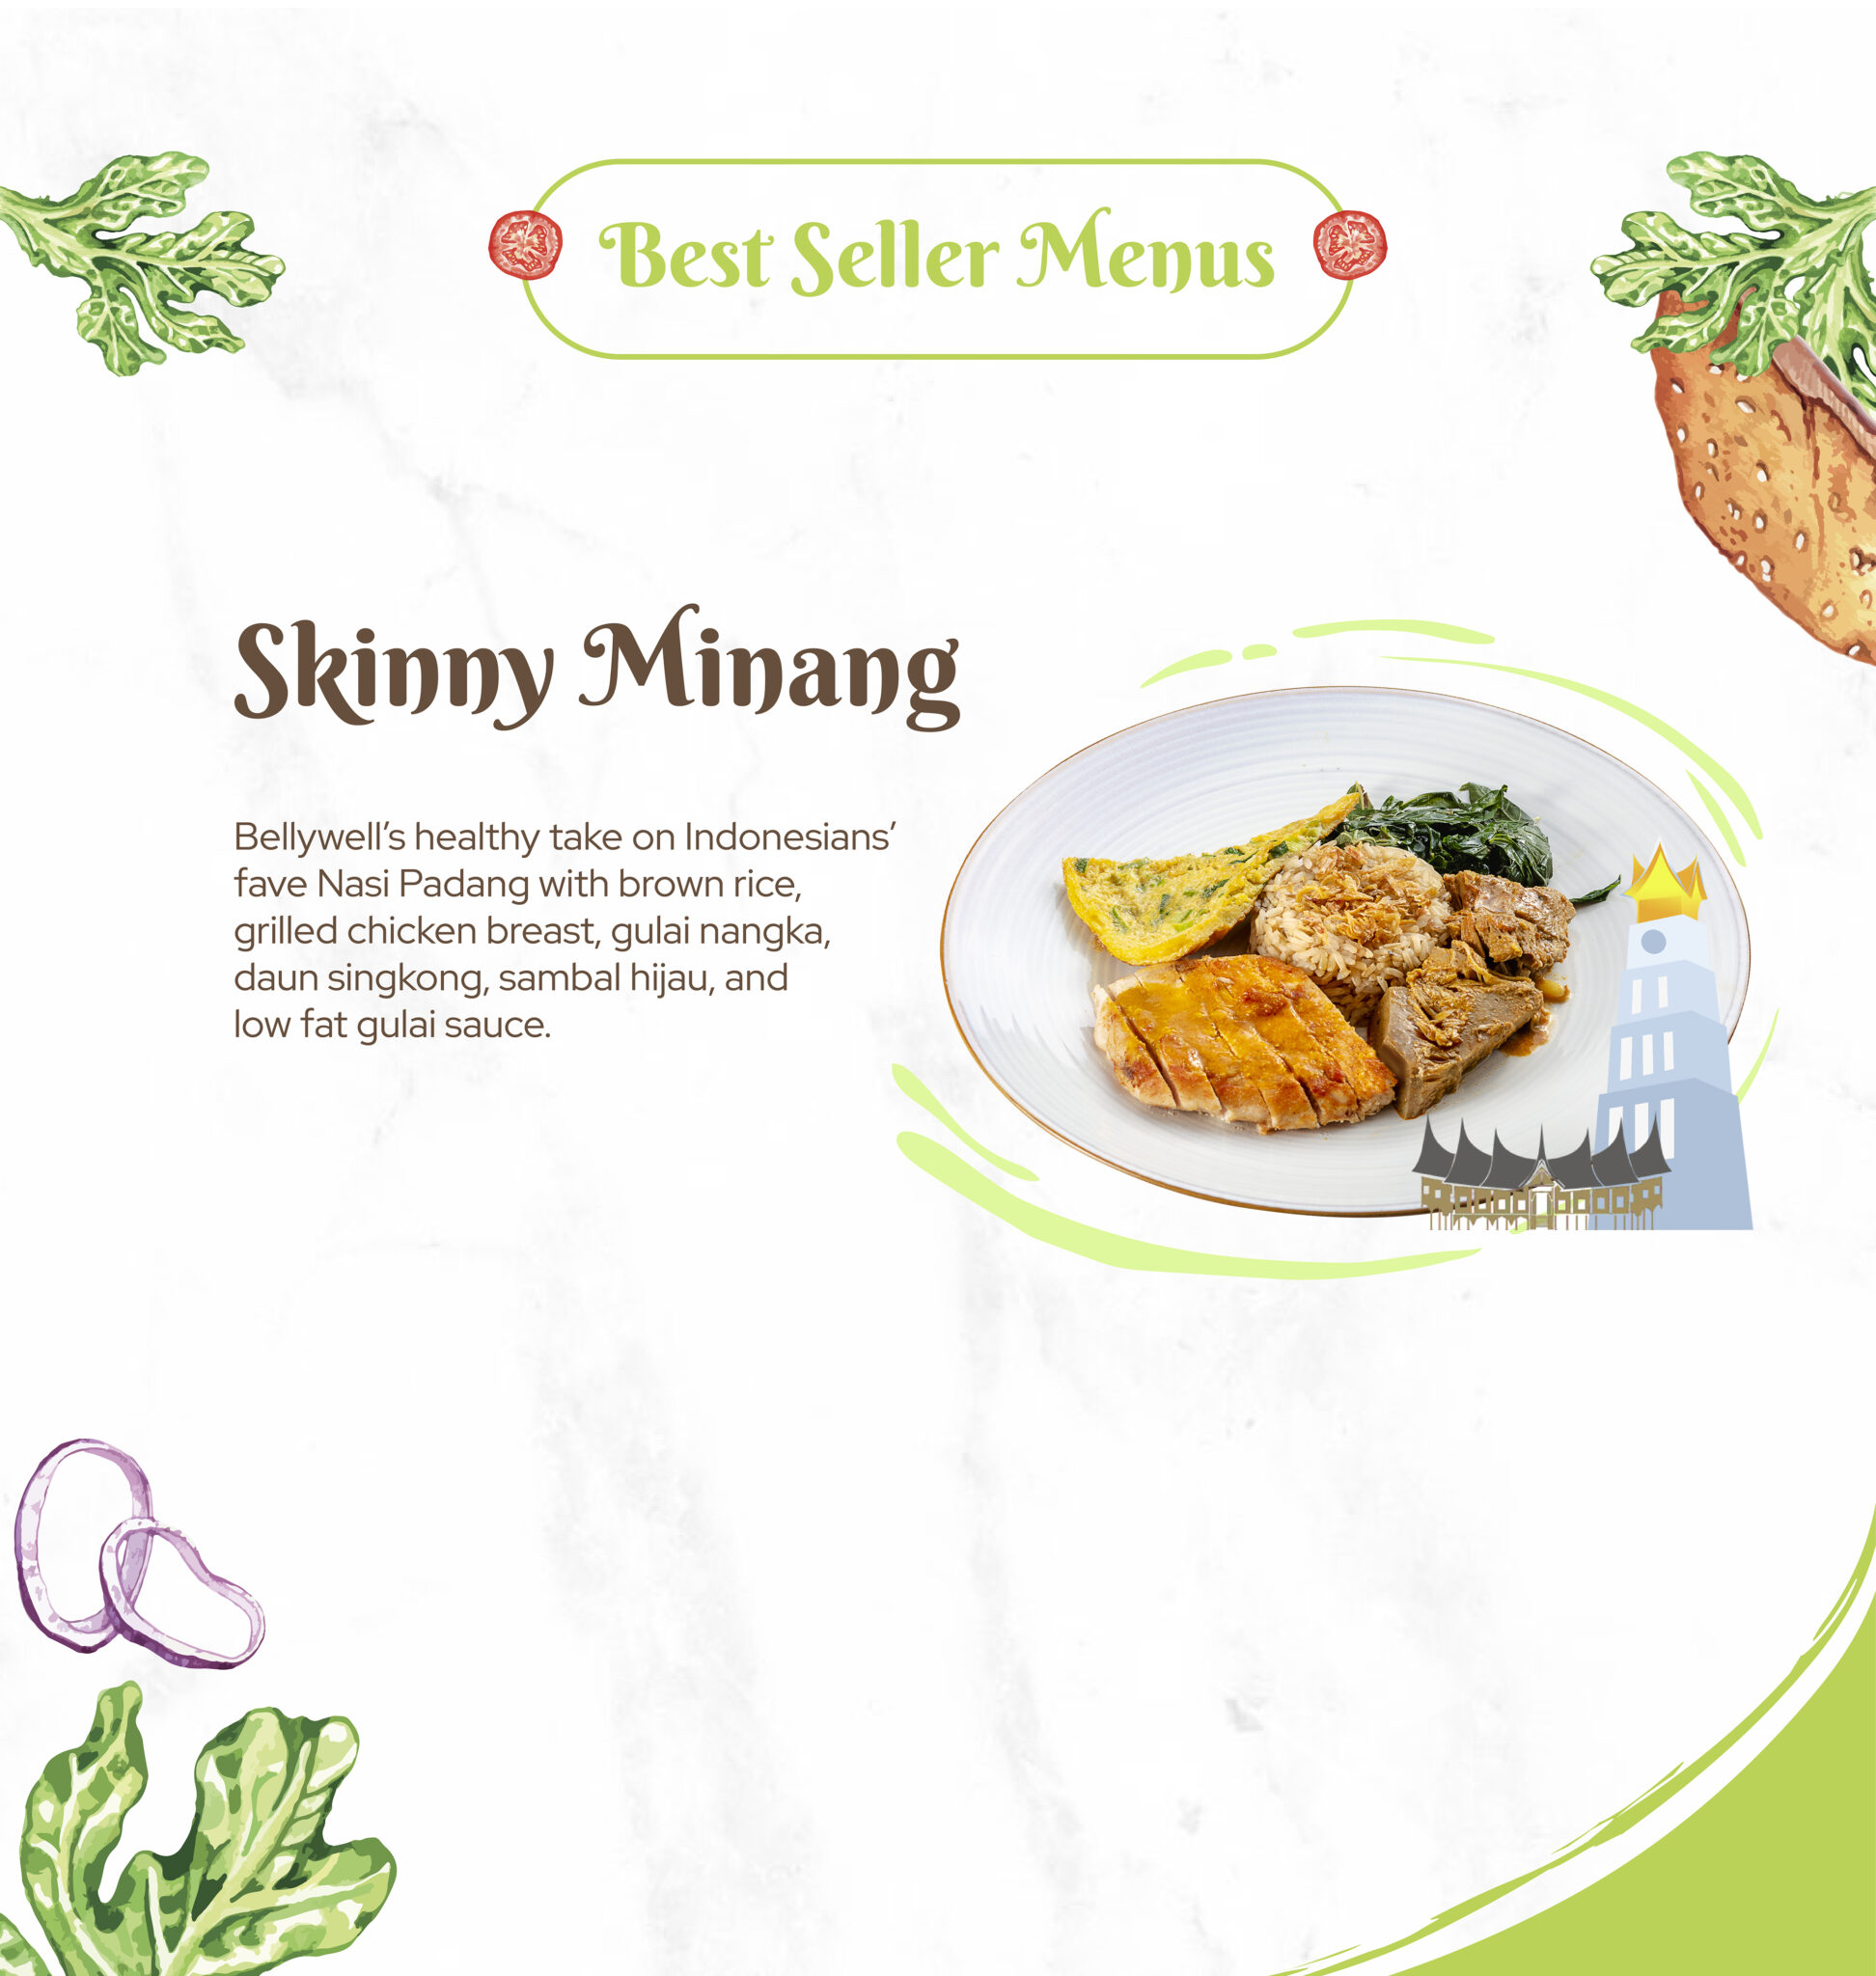 Best Seller Menus
Skinny Minang
Bellywell’s healthy take on Indonesians’
fave Nasi Padang with brown rice,
grilled chicken breast, gulai nangka,
daun singkong, sambal hijau, and
low fat gulai sauce.